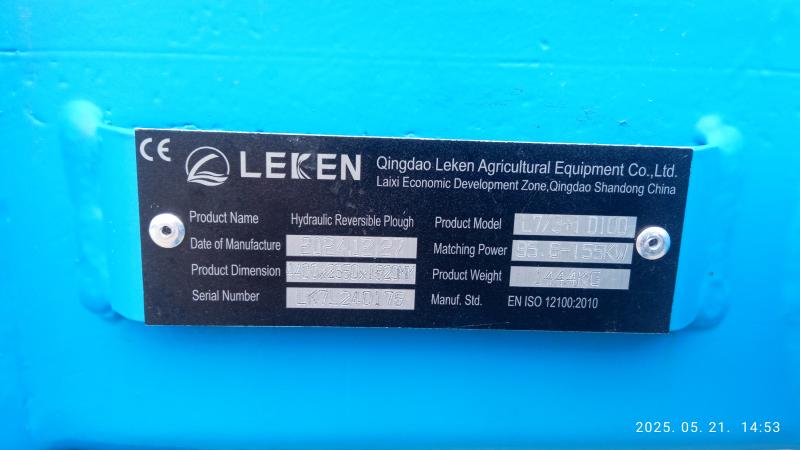 CE
LEKEN
Qingdao Leken Agricultural Equipment Co.,Ltd.
Laixi Economic Development Zone,Qingdao Shandong China
Product Name Hydraulic Reversible Plough
Date of Manufacture 2024.12.27
Product Dimension
Serial Number
Product Model
Matching Power 95.6-155KW
Product Weight 1444KG
Manuf. Std. EN ISO 12100:2010
2025. 05. 21. 14:53